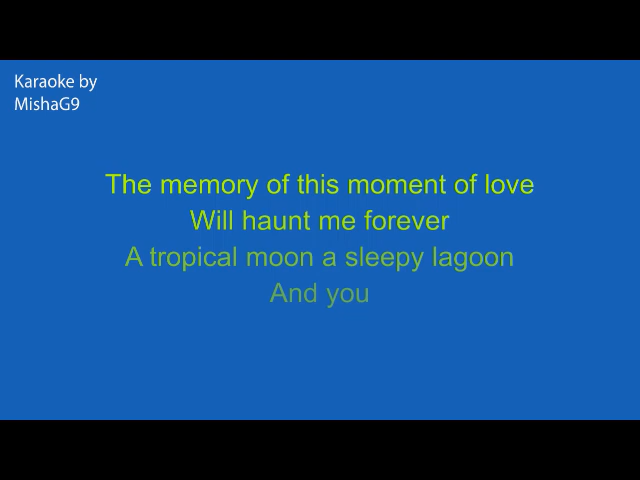 Karaoke by
MishaG9
The memory of this moment of love
Will haunt me forever
A tropical moon a sleepy lagoon
And you